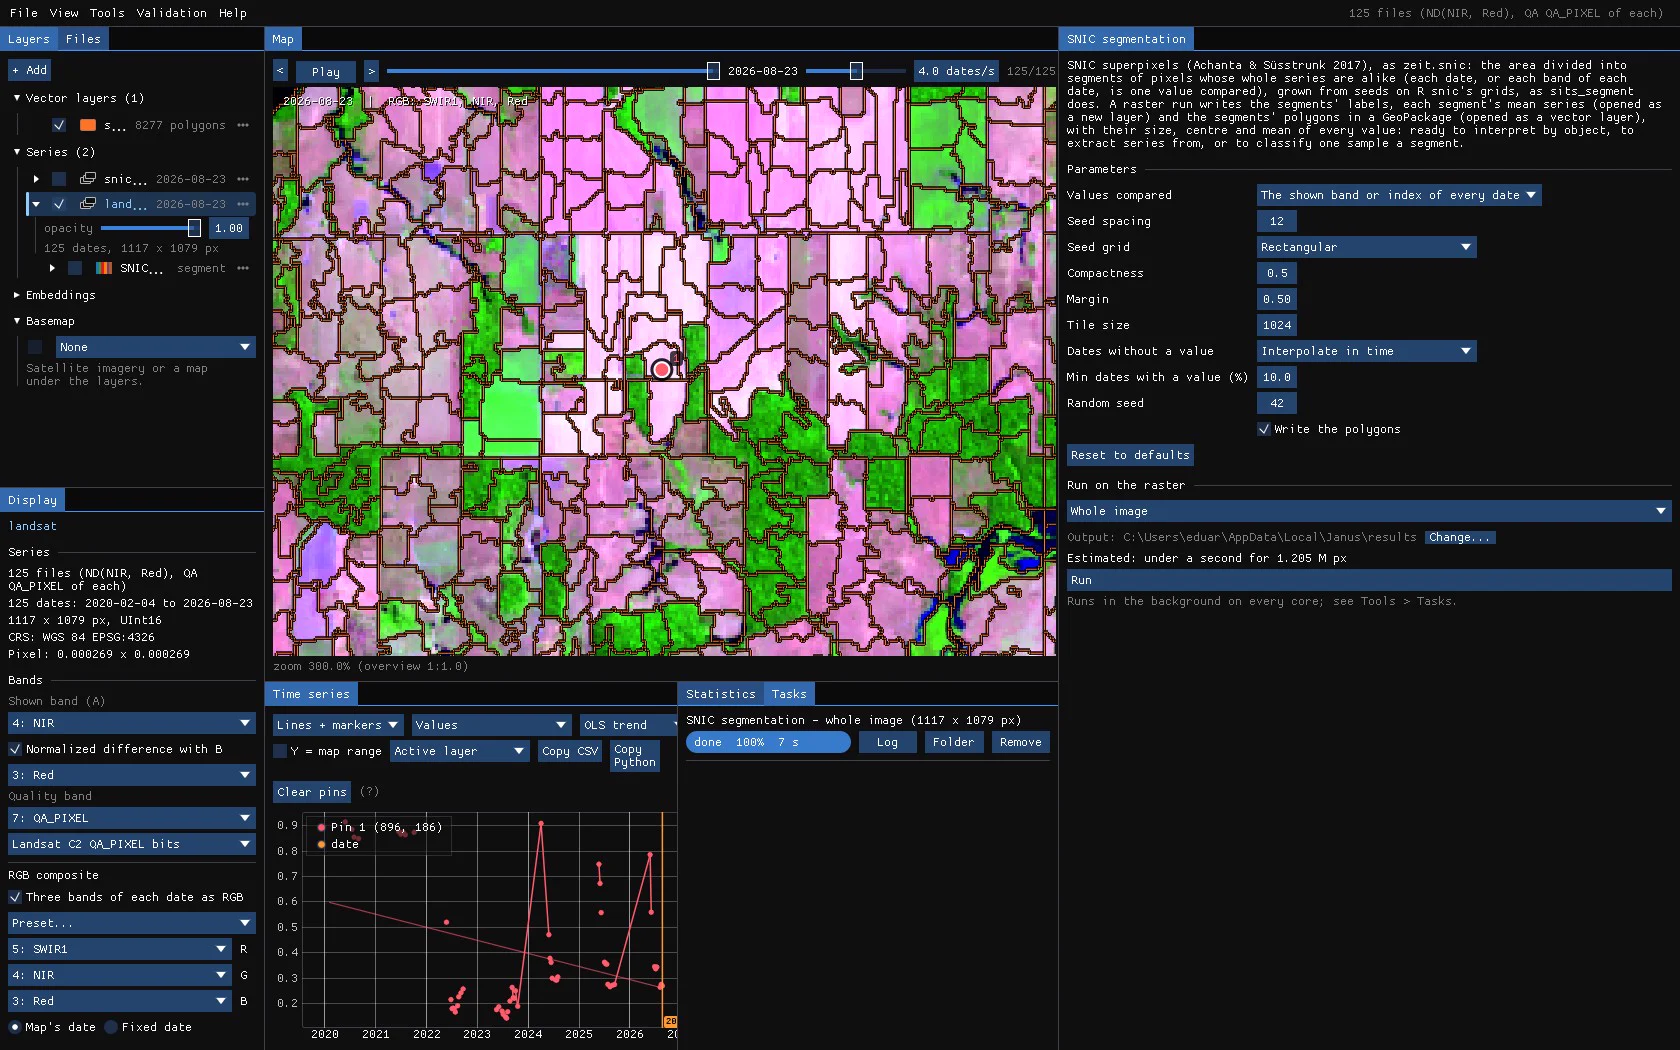 File View Tools Validation Help
125 files (ND(NIR, Red), QA QA_PIXEL of each)
Layers Files
+ Add
Vector layers (1)
s... 8277 polygons ...
Series (2)
snic... 2026-08-23 ...
land... 2026-08-23 ...
opacity 1.00
125 dates, 1117 x 1079 px
SNIC... segment ...
Embeddings
Basemap
None
Satellite imagery or a map
under the layers.
Display
landsat
Series
125 files (ND(NIR, Red), QA
QA_PIXEL of each)
125 dates: 2020-02-04 to 2026-08-23
1117 x 1079 px, UInt16
CRS: WGS 84 EPSG:4326
Pixel: 0.000269 x 0.000269
Bands
Shown band (A)
4: NIR
Normalized difference with B
3: Red
Quality band
7: QA_PIXEL
Landsat C2 QA_PIXEL bits
RGB composite
Three bands of each date as RGB
Preset...
5: SWIR1 R
4: NIR G
3: Red B
Map's date Fixed date
Map
< Play > 2026-08-23 4.0 dates/s 125/125
2026-08-23 | RGB: SWIR1, NIR, Red
zoom 300.0% (overview 1:1.0)
Time series
Lines + markers Values OLS trend
Y = map range Active layer Copy CSV Copy
Python
Clear pins (?)
Pin 1 (896, 186)
date
0.9
0.8
0.7
0.6
0.5
0.4
0.3
0.2
2020 2021 2022 2023 2024 2025 2026 20
20
Statistics Tasks
SNIC segmentation - whole image (1117 x 1079 px)
done 100% 7 s Log Folder Remove
SNIC segmentation
SNIC superpixels (Achanta & Süsstrunk 2017), as zeit.snic: the area divided into
segments of pixels whose whole series are alike (each date, or each band of each
date, is one value compared), grown from seeds on R snic's grids, as sits_segment
does. A raster run writes the segments' labels, each segment's mean series (opened as
a new layer) and the segments' polygons in a GeoPackage (opened as a vector layer),
with their size, centre and mean of every value: ready to interpret by object, to
extract series from, or to classify one sample a segment.
Parameters
Values compared The shown band or index of every date
Seed spacing 12
Seed grid Rectangular
Compactness 0.5
Margin 0.50
Tile size 1024
Dates without a value Interpolate in time
Min dates with a value (%) 10.0
Random seed 42
Write the polygons
Reset to defaults
Run on the raster
Whole image
Output: C:\Users\eduar\AppData\Local\Janus\results Change...
Estimated: under a second for 1.205 M px
Run
Runs in the background on every core; see Tools > Tasks.